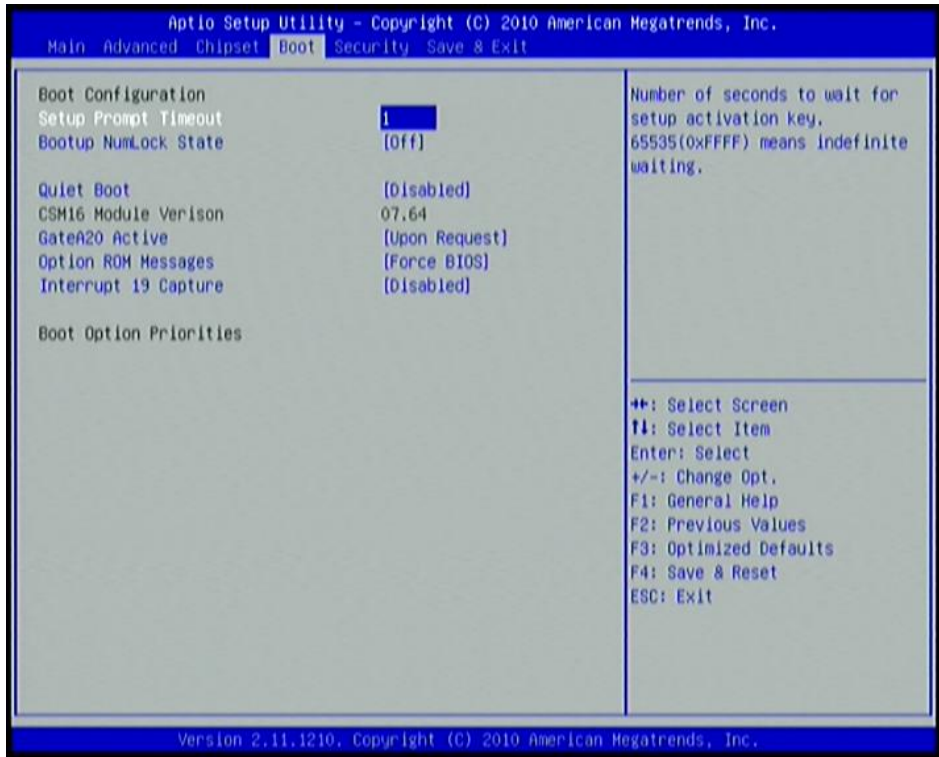 Aptio Setup Utility - Copyright (C) 2010 American Megatrends, Inc.
Main Advanced Chipset Boot Security Save & Exit
Boot Configuration
Setup Prompt Timeout 1
Bootup NumLock State [Off]
Quiet Boot [Disabled]
CSM16 Module Verison 07.64
GateA20 Active [Upon Request]
Option ROM Messages [Force BIOS]
Interrupt 19 Capture [Disabled]
Boot Option Priorities
Number of seconds to wait for
setup activation key.
65535(0xFFFF) means indefinite
waiting.
→←: Select Screen
↑↓: Select Item
Enter: Select
+/-: Change Opt.
F1: General Help
F2: Previous Values
F3: Optimized Defaults
F4: Save & Reset
ESC: Exit
Version 2.11.1210. Copyright (C) 2010 American Megatrends, Inc.